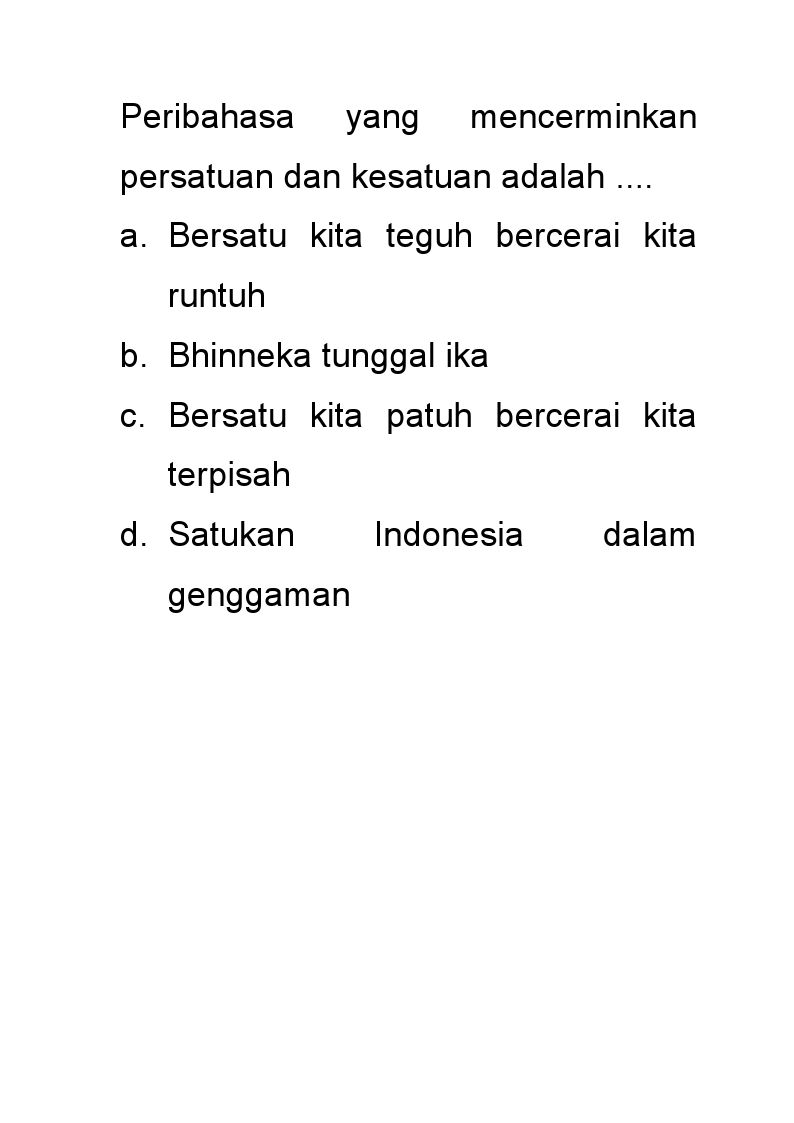 Peribahasa yang mencerminkan
persatuan dan kesatuan adalah ....
a. Bersatu kita teguh bercerai kita
runtuh
b. Bhinneka tunggal ika
c. Bersatu kita patuh bercerai kita
terpisah
d. Satukan Indonesia dalam
genggaman